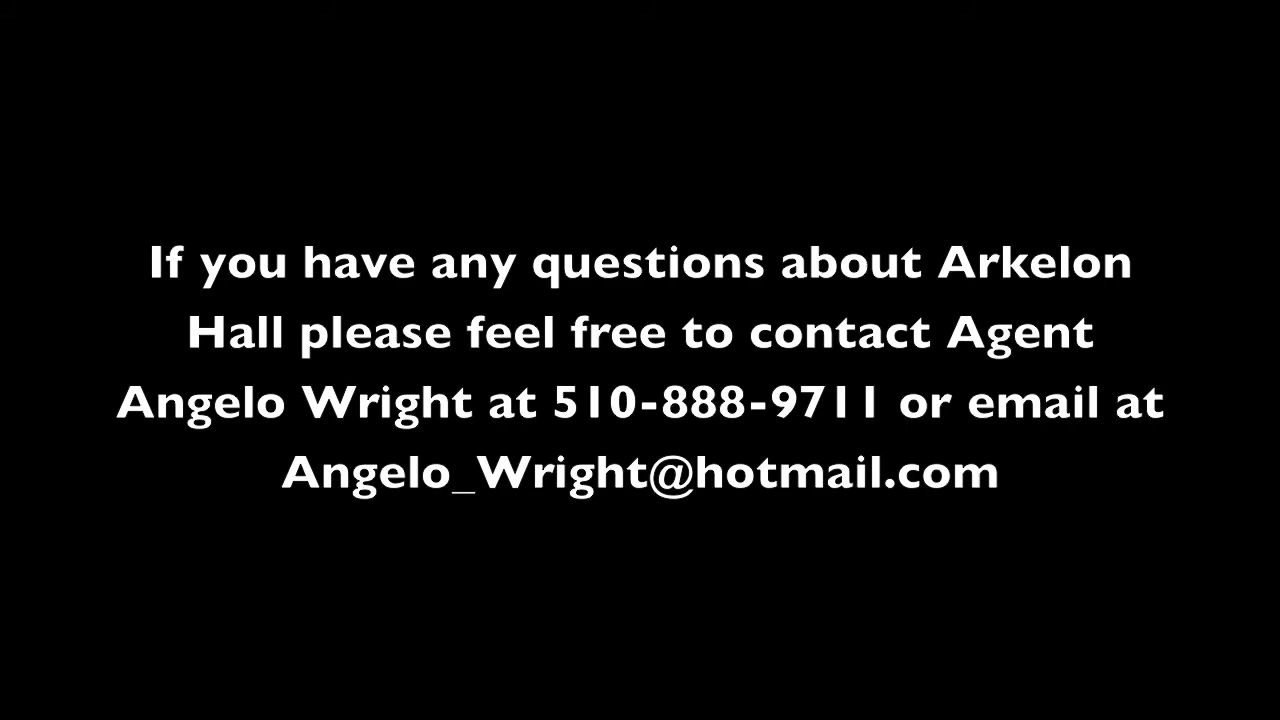 If you have any questions about Arkelon
Hall please feel free to contact Agent
Angelo Wright at 510-888-9711 or email at
Angelo_Wright@hotmail.com